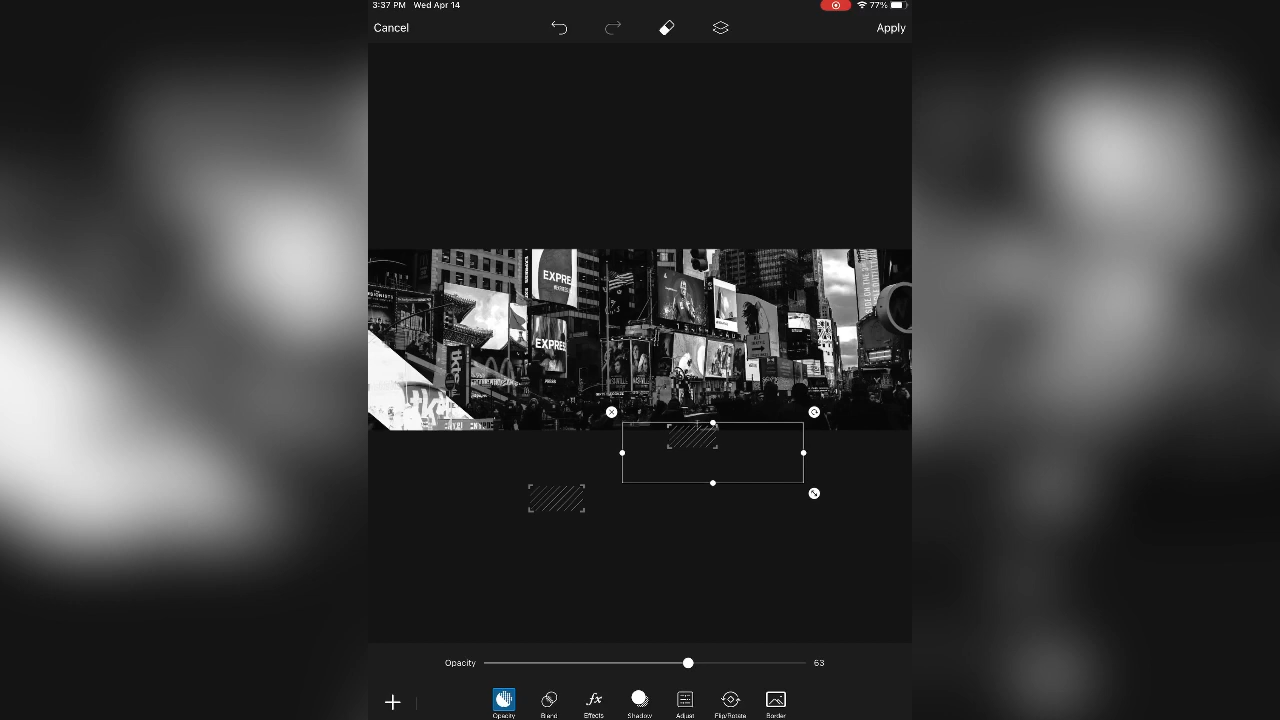 3:37 PM Wed Apr 14
77%
Cancel
Apply
EXPRE
EXPRES
tkts
Opacity
63
Opacity
Blend
Effects
Shadow
Adjust
Flip/Rotate
Border